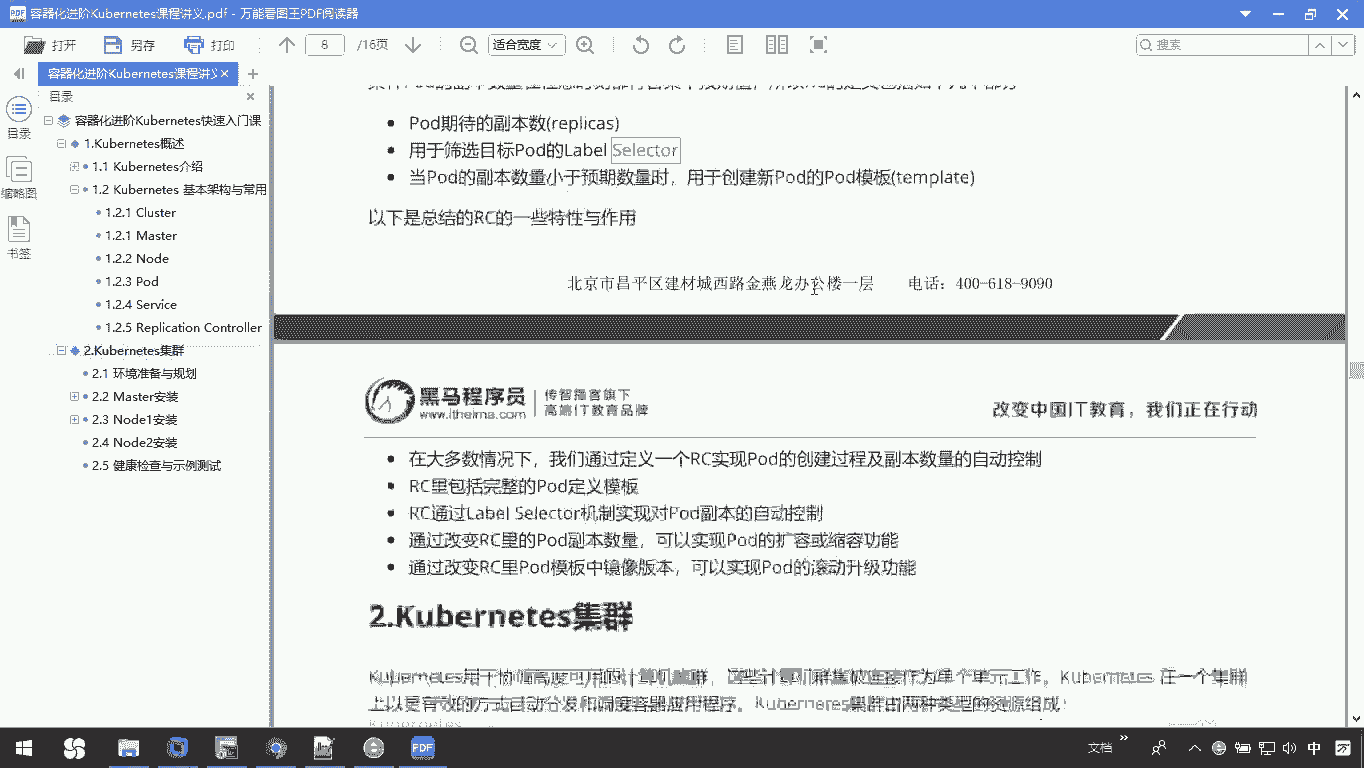 容器化进阶Kubernetes课程讲义.pdf - 万能看图王PDF阅读器
打开 另存 打印 8 /16页 适合宽度 搜索
容器化进阶Kubernetes课程讲义
目录
目录
缩略图
书签
容器化进阶Kubernetes快速入门课
1.Kubernetes概述
1.1 Kubernetes介绍
1.2 Kubernetes 基本架构与常用
1.2.1 Cluster
1.2.1 Master
1.2.2 Node
1.2.3 Pod
1.2.4 Service
1.2.5 Replication Controller
2.Kubernetes集群
2.1 环境准备与规划
2.2 Master安装
2.3 Node1安装
2.4 Node2安装
2.5 健康检查与示例测试
Pod期待的副本数(replicas)
用于筛选目标Pod的Label Selector
当Pod的副本数量小于预期数量时，用于创建新Pod的Pod模板(template)
以下是总结的RC的一些特性与作用
北京市昌平区建材城西路金燕龙办公楼一层 电话：400-618-9090
黑马程序员 传智播客旗下
www.itheima.com 高端IT教育品牌
改变中国IT教育，我们正在行动
在大多数情况下，我们通过定义一个RC实现Pod的创建过程及副本数量的自动控制
RC里包括完整的Pod定义模板
RC通过Label Selector机制实现对Pod副本的自动控制
通过改变RC里的Pod副本数量，可以实现Pod的扩容或缩容功能
通过改变RC里Pod模板中镜像版本，可以实现Pod的滚动升级功能
2.Kubernetes集群
Kubernetes用于协调高度可用的计算机集群，这些计算机群集被连接作为单个单元工作。Kubernetes 在一个集群
上以更有效的方式自动分发和调度容器应用程序。Kubernetes集群由两种类型的资源组成：
PDF 文档 中